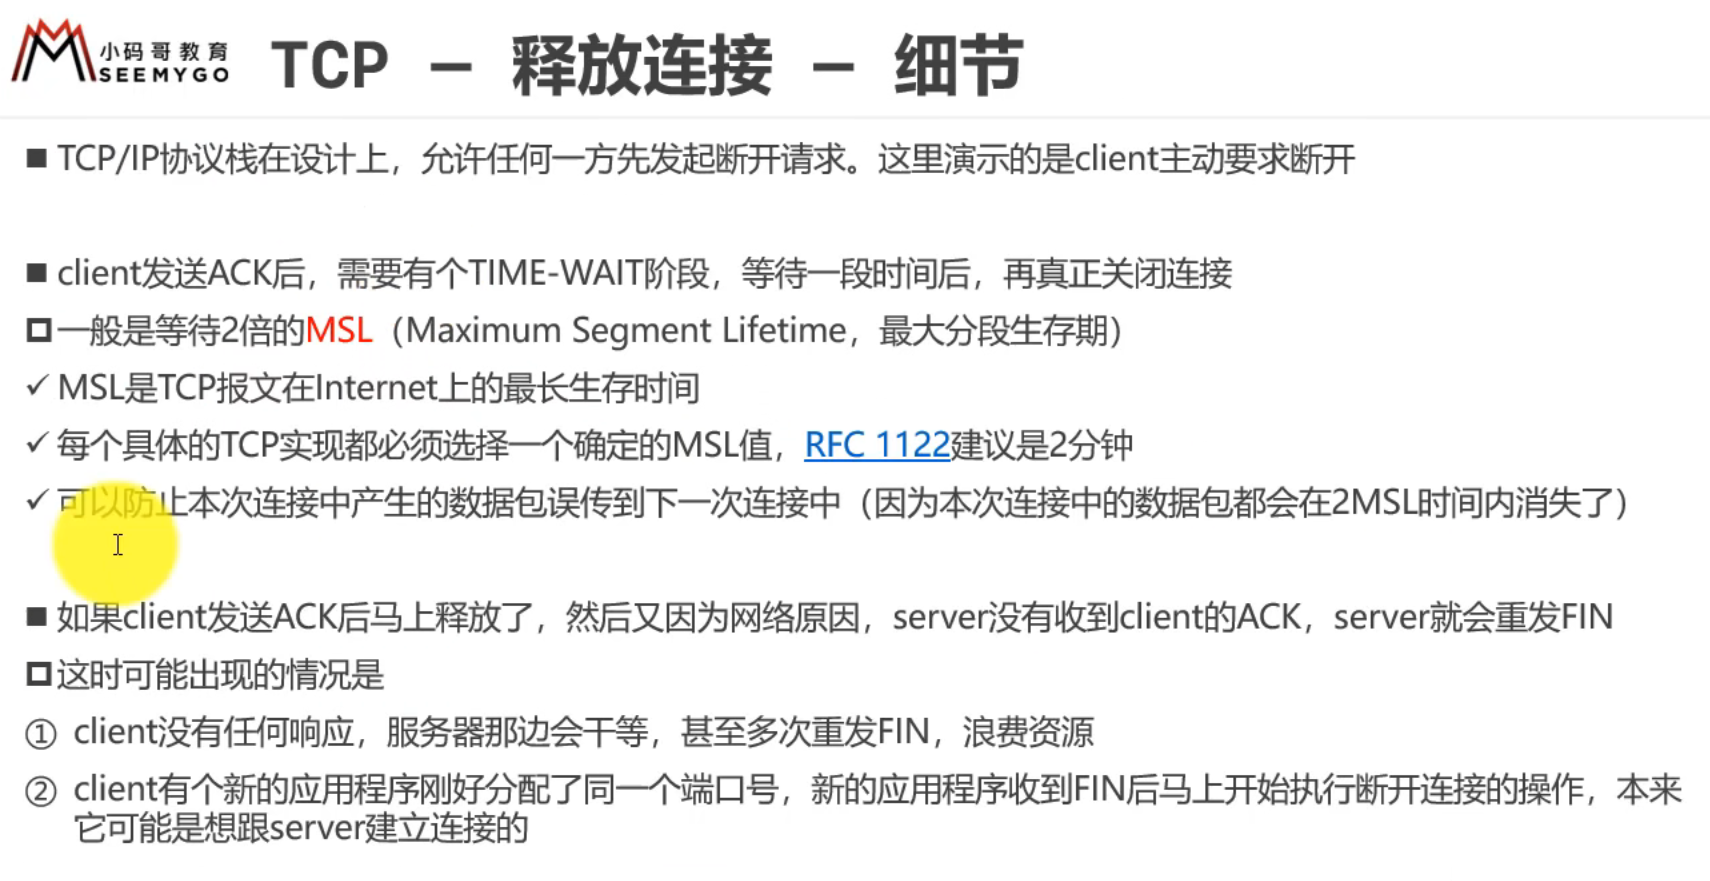 小码哥教育
SEEMYGO
TCP – 释放连接 – 细节
TCP/IP协议栈在设计上，允许任何一方先发起断开请求。这里演示的是client主动要求断开
client发送ACK后，需要有个TIME-WAIT阶段，等待一段时间后，再真正关闭连接
一般是等待2倍的MSL（Maximum Segment Lifetime，最大分段生存期）
✓ MSL是TCP报文在Internet上的最长生存时间
✓ 每个具体的TCP实现都必须选择一个确定的MSL值，RFC 1122建议是2分钟
✓ 可以防止本次连接中产生的数据包误传到下一次连接中（因为本次连接中的数据包都会在2MSL时间内消失了）
如果client发送ACK后马上释放了，然后又因为网络原因，server没有收到client的ACK，server就会重发FIN
这时可能出现的情况是
① client没有任何响应，服务器那边会干等，甚至多次重发FIN，浪费资源
② client有个新的应用程序刚好分配了同一个端口号，新的应用程序收到FIN后马上开始执行断开连接的操作，本来
它可能是想跟server建立连接的